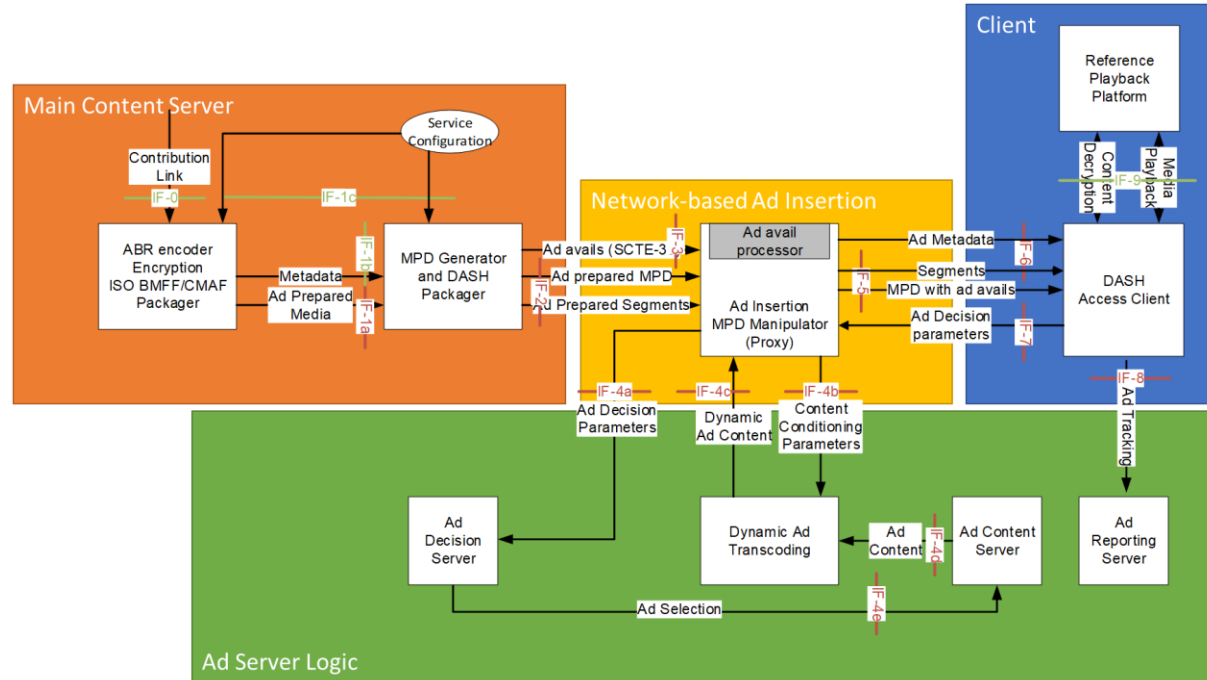 Client
Reference
Playback
Platform
Main Content Server
Service
Configuration
Contribution
Link
IF-0
IF-1c
Content
Decryption
IF-9
Media
Playback
Network-based Ad Insertion
ABR encoder
Encryption
ISO BMFF/CMAF
Packager
IF-1b
Metadata
Ad Prepared
Media
IF-1a
MPD Generator
and DASH
Packager
Ad avails (SCTE-3
IF-3
Ad prepared MPD
IF-2
Ad Prepared Segments
Ad avail
processor
Ad Insertion
MPD Manipulator
(Proxy)
Ad Metadata
IF-6
Segments
IF-5
MPD with ad avails
Ad Decision
parameters
IF-7
DASH
Access Client
IF-8
Ad Tracking
IF-4a
Ad Decision
Parameters
IF-4c
Dynamic
Ad Content
IF-4b
Content
Conditioning
Parameters
Ad
Decision
Server
Dynamic Ad
Transcoding
Ad
Content
IF-4d
Ad Content
Server
Ad
Reporting
Server
Ad Selection
IF-4e
Ad Server Logic